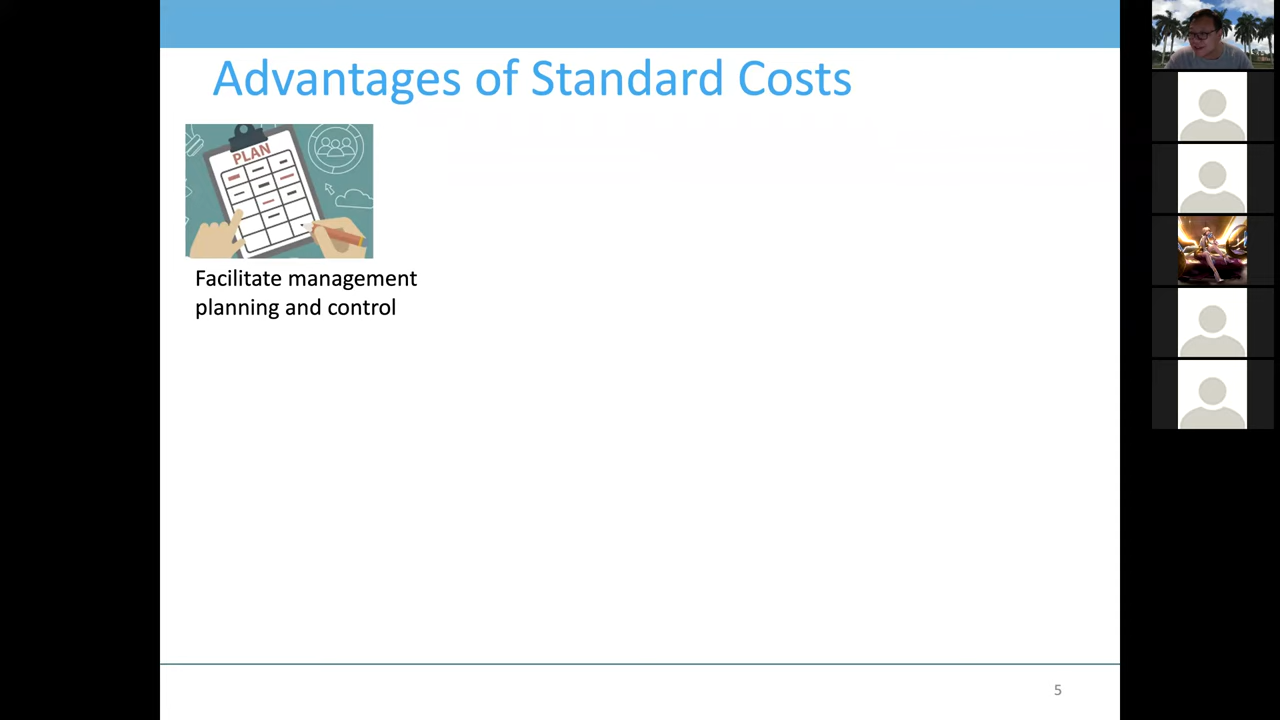 Advantages of Standard Costs
PLAN
Facilitate management
planning and control
5